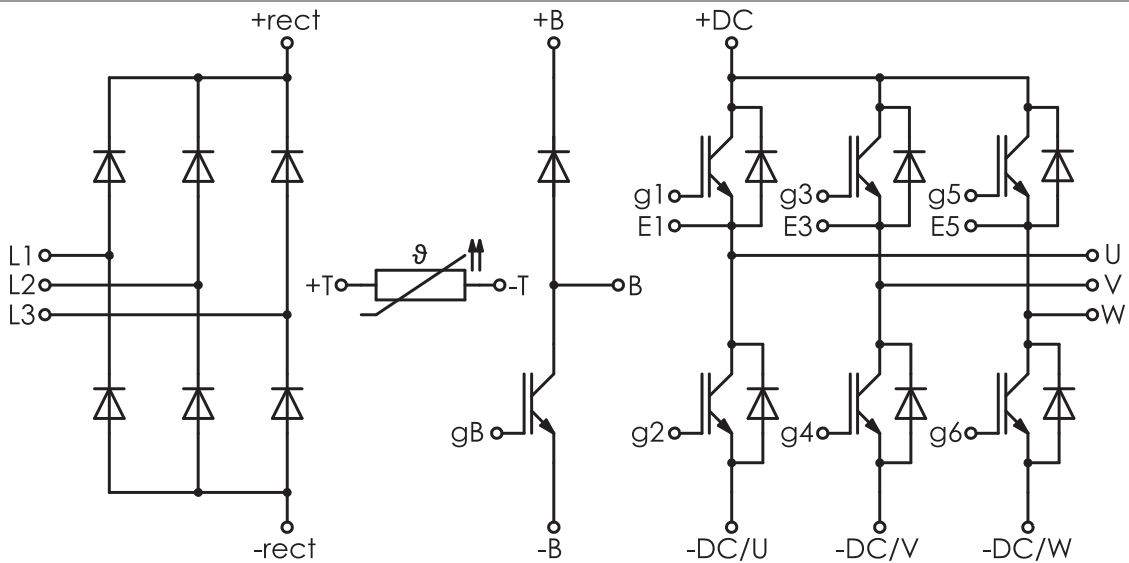 +rect
+B
+DC
g1
g3
g5
E1
E3
E5
L1
L2
L3
ϑ
+T
-T
B
U
V
W
gB
g2
g4
g6
-rect
-B
-DC/U
-DC/V
-DC/W